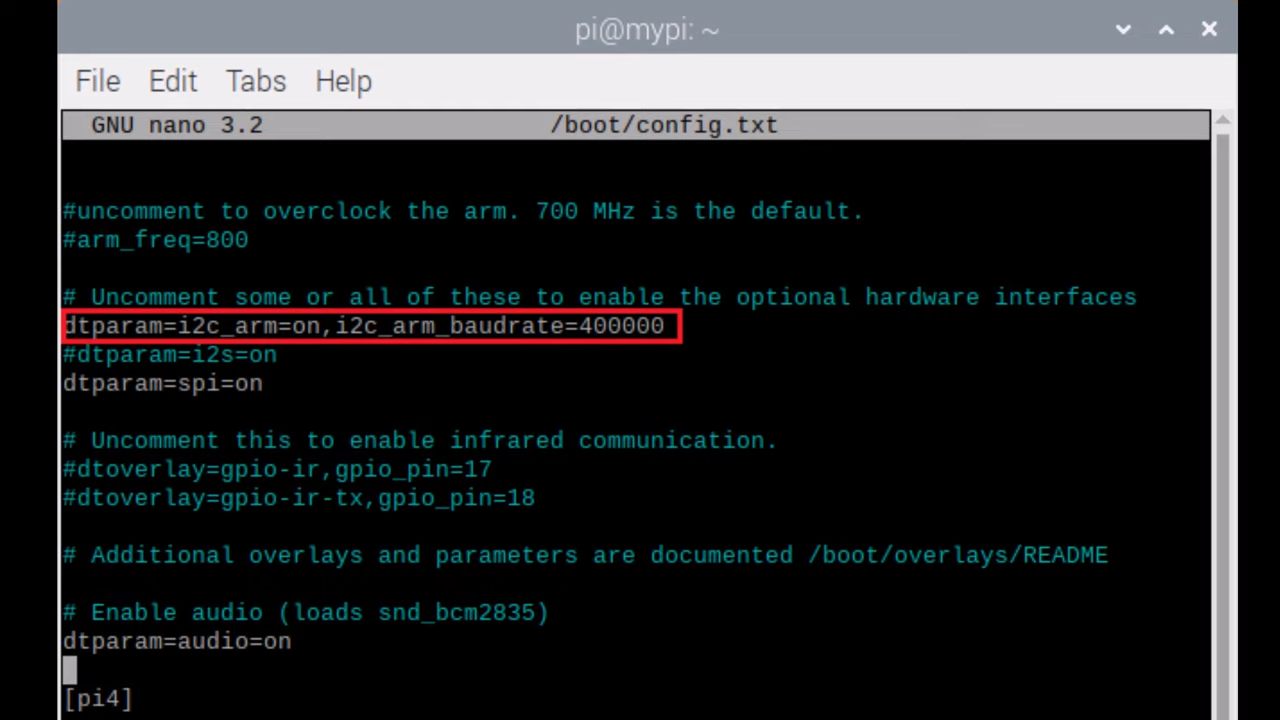 pi@mypi: ~
File Edit Tabs Help
GNU nano 3.2 /boot/config.txt
#uncomment to overclock the arm. 700 MHz is the default.
#arm_freq=800
# Uncomment some or all of these to enable the optional hardware interfaces
dtparam=i2c_arm=on,i2c_arm_baudrate=400000
#dtparam=i2s=on
dtparam=spi=on
# Uncomment this to enable infrared communication.
#dtoverlay=gpio-ir,gpio_pin=17
#dtoverlay=gpio-ir-tx,gpio_pin=18
# Additional overlays and parameters are documented /boot/overlays/README
# Enable audio (loads snd_bcm2835)
dtparam=audio=on
[pi4]